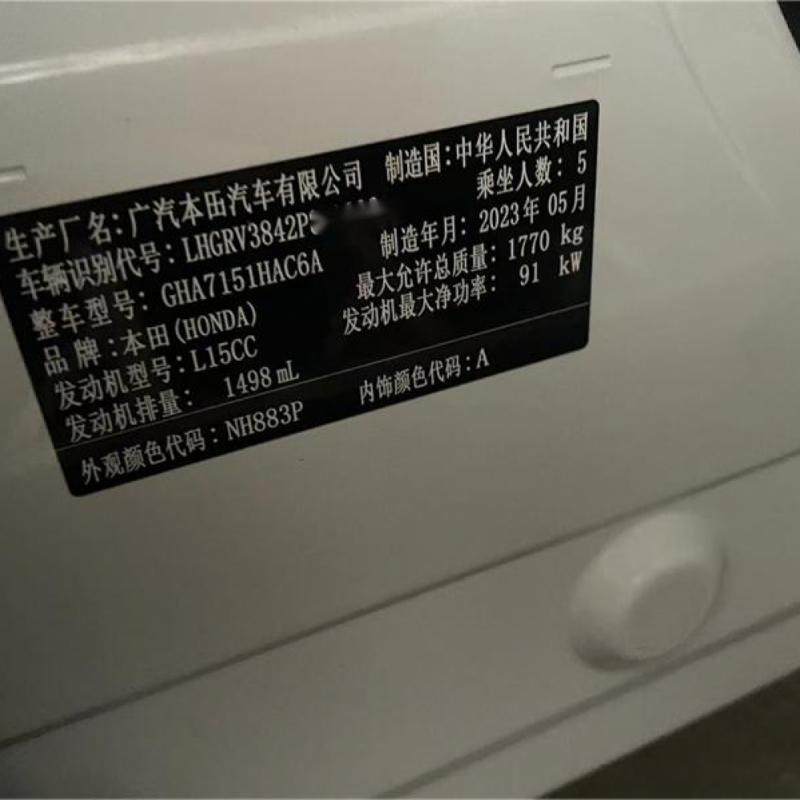 生产厂名:广汽本田汽车有限公司 制造国:中华人民共和国
车辆识别代号:LHGRV3842P 乘坐人数:5
整车型号:GHA7151HAC6A 制造年月:2023年05月
品牌:本田(HONDA) 最大允许总质量:1770 kg
发动机型号:L15CC 发动机最大净功率:91 kW
发动机排量:1498 mL
外观颜色代码:NH883P 内饰颜色代码:A